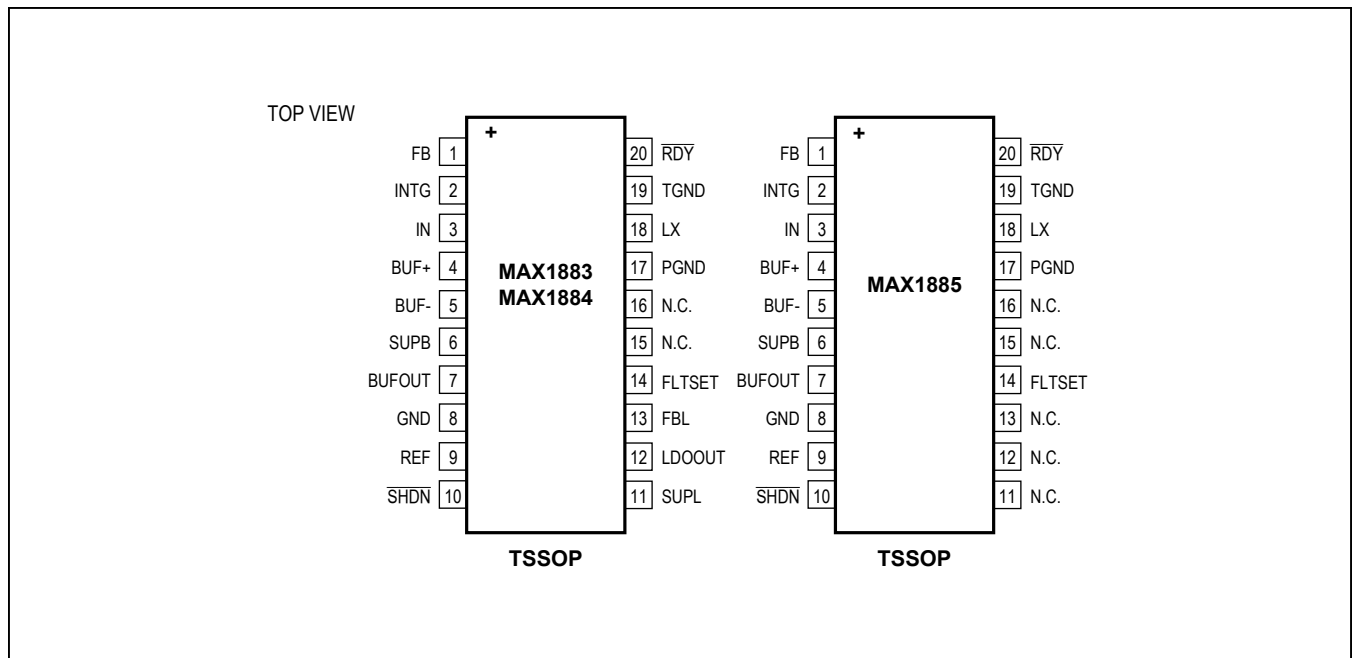 TOP VIEW
+
FB 1
INTG 2
IN 3
BUF+ 4
BUF- 5
SUPB 6
BUFOUT 7
GND 8
REF 9
S̅H̅D̅N̅ 10
MAX1883
MAX1884
20 R̅D̅Y̅
19 TGND
18 LX
17 PGND
16 N.C.
15 N.C.
14 FLTSET
13 FBL
12 LDOOUT
11 SUPL
TSSOP
+
FB 1
INTG 2
IN 3
BUF+ 4
BUF- 5
SUPB 6
BUFOUT 7
GND 8
REF 9
S̅H̅D̅N̅ 10
MAX1885
20 R̅D̅Y̅
19 TGND
18 LX
17 PGND
16 N.C.
15 N.C.
14 FLTSET
13 N.C.
12 N.C.
11 N.C.
TSSOP